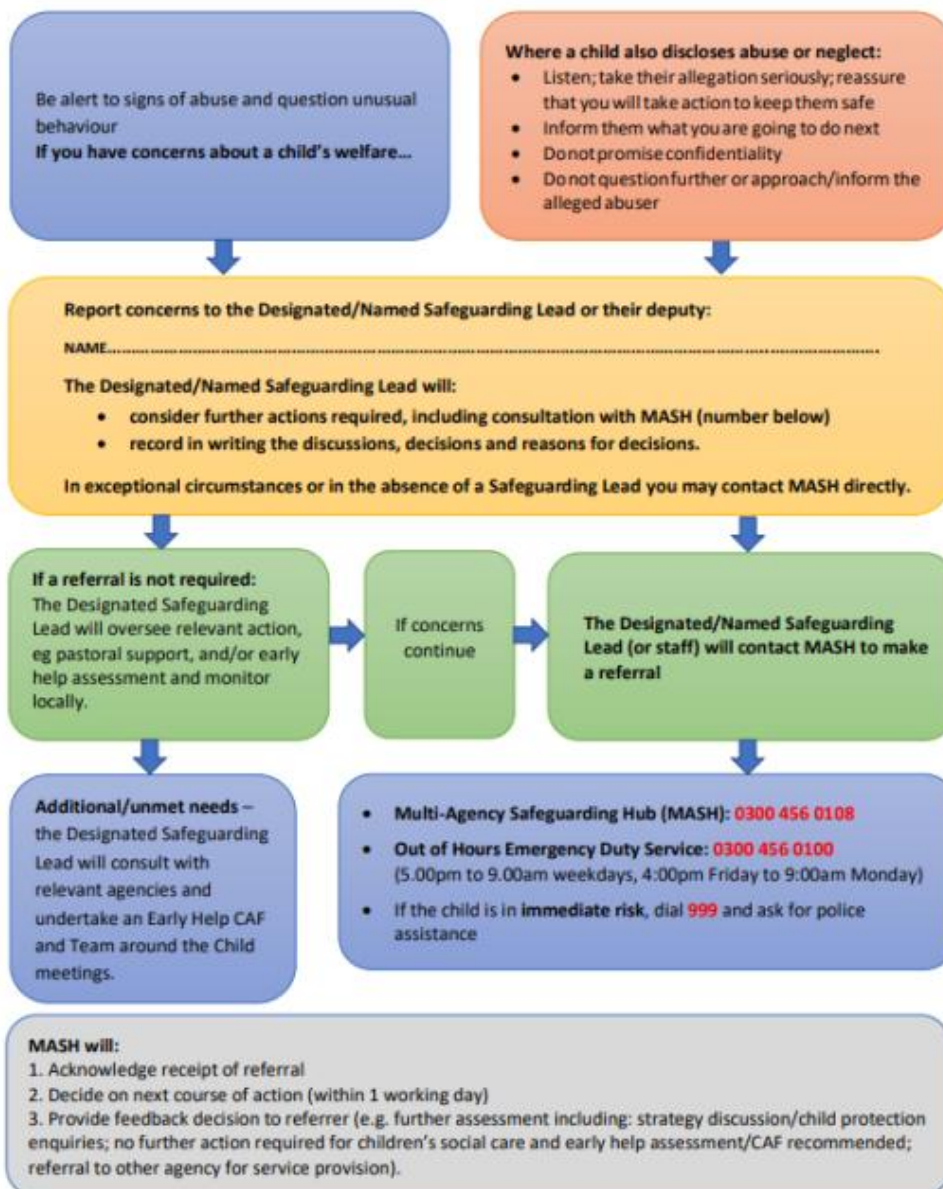 Be alert to signs of abuse and question unusual
behaviour
If you have concerns about a child's welfare...
Where a child also discloses abuse or neglect:
• Listen; take their allegation seriously; reassure
that you will take action to keep them safe
• Inform them what you are going to do next
• Do not promise confidentiality
• Do not question further or approach/inform the
alleged abuser
Report concerns to the Designated/Named Safeguarding Lead or their deputy:
NAME...........................................................................................................................
The Designated/Named Safeguarding Lead will:
• consider further actions required, including consultation with MASH (number below)
• record in writing the discussions, decisions and reasons for decisions.
In exceptional circumstances or in the absence of a Safeguarding Lead you may contact MASH directly.
If a referral is not required:
The Designated Safeguarding
Lead will oversee relevant action,
eg pastoral support, and/or early
help assessment and monitor
locally.
If concerns
continue
The Designated/Named Safeguarding
Lead (or staff) will contact MASH to make
a referral
Additional/unmet needs –
the Designated Safeguarding
Lead will consult with
relevant agencies and
undertake an Early Help CAF
and Team around the Child
meetings.
• Multi-Agency Safeguarding Hub (MASH): 0300 456 0108
• Out of Hours Emergency Duty Service: 0300 456 0100
(5.00pm to 9.00am weekdays, 4:00pm Friday to 9:00am Monday)
• If the child is in immediate risk, dial 999 and ask for police
assistance
MASH will:
1. Acknowledge receipt of referral
2. Decide on next course of action (within 1 working day)
3. Provide feedback decision to referrer (e.g. further assessment including: strategy discussion/child protection
enquiries; no further action required for children's social care and early help assessment/CAF recommended;
referral to other agency for service provision).